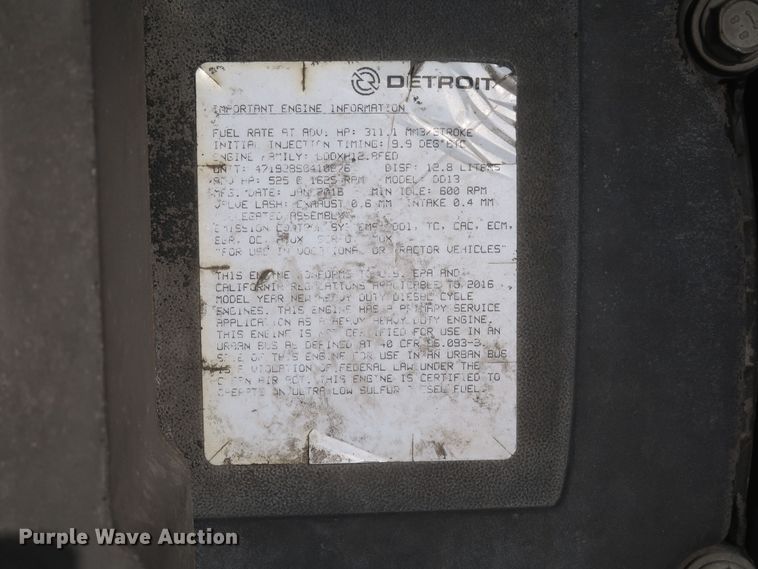 DETROIT
IMPORTANT ENGINE INFORMATION
FUEL RATE AT ADV. HP: 311.1 MM3/STROKE
INITIAL INJECTION TIMING: 9.9 DEG BTC
ENGINE FAMILY:
UNIT: DISP: 12.8 LITERS
ADV HP: 525 @ 1625 RPM MODEL: DD13
MFG. DATE: JAN 2016 MIN IDLE: 600 RPM
VALVE LASH: EXHAUST 0.6 MM INTAKE 0.4 MM
ASSEMBLY
EMISSION CONTROL SYS: TC, CAC, ECM,
EGR, OC,
"FOR USE IN VOCATIONAL OR TRACTOR VEHICLES"
THIS ENGINE CONFORMS TO U.S. EPA AND
CALIFORNIA REGULATIONS APPLICABLE TO 2016
MODEL YEAR NEW HEAVY DUTY DIESEL CYCLE
ENGINES. THIS ENGINE HAS A PRIMARY SERVICE
APPLICATION AS A HEAVY HEAVY DUTY ENGINE.
THIS ENGINE IS NOT CERTIFIED FOR USE IN AN
URBAN BUS AS DEFINED AT 40 CFR 86.093-3.
SALE OF THIS ENGINE FOR USE IN AN URBAN BUS
IS A VIOLATION OF FEDERAL LAW UNDER THE
CLEAN AIR ACT. THIS ENGINE IS CERTIFIED TO
OPERATE ON ULTRA LOW SULFUR DIESEL FUEL
Purple Wave Auction
8.8